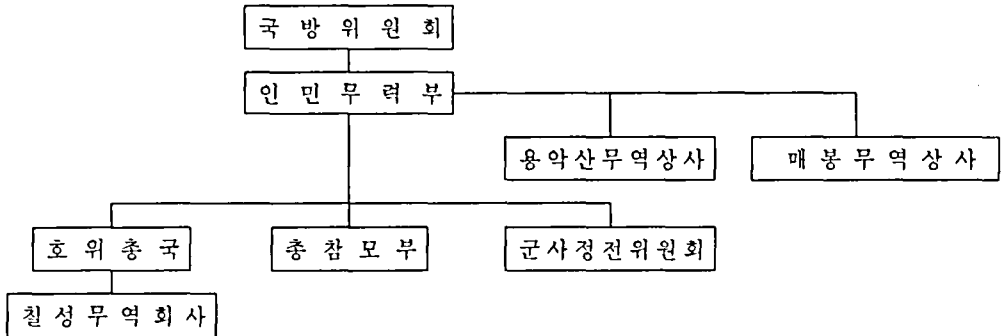 국 방 위 원 회
인 민 무 력 부
용 악 산 무 역 상 사
매 봉 무 역 상 사
호 위 총 국
총 참 모 부
군 사 정 전 위 원 회
칠 성 무 역 회 사